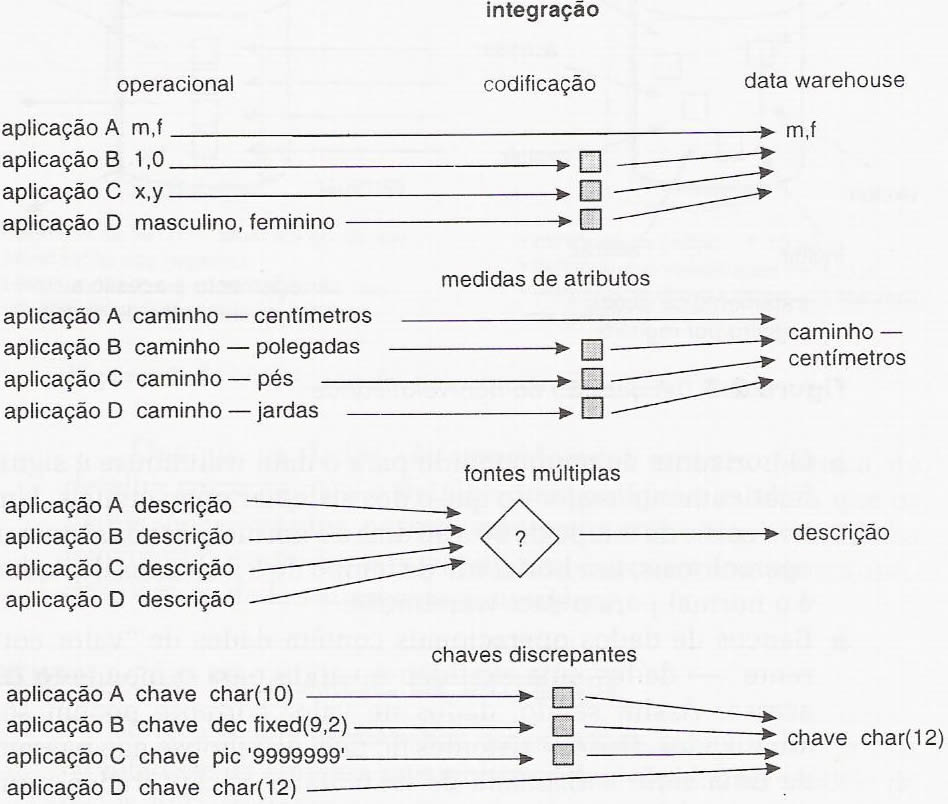 integração
operacional codificação data warehouse
aplicação A m,f m,f
aplicação B 1,0
aplicação C x,y
aplicação D masculino, feminino
medidas de atributos
aplicação A caminho — centímetros
aplicação B caminho — polegadas
caminho —
centímetros
aplicação C caminho — pés
aplicação D caminho — jardas
fontes múltiplas
aplicação A descrição
aplicação B descrição ? descrição
aplicação C descrição
aplicação D descrição
chaves discrepantes
aplicação A chave char(10)
aplicação B chave dec fixed(9,2)
chave char(12)
aplicação C chave pic '9999999'
aplicação D chave char(12)